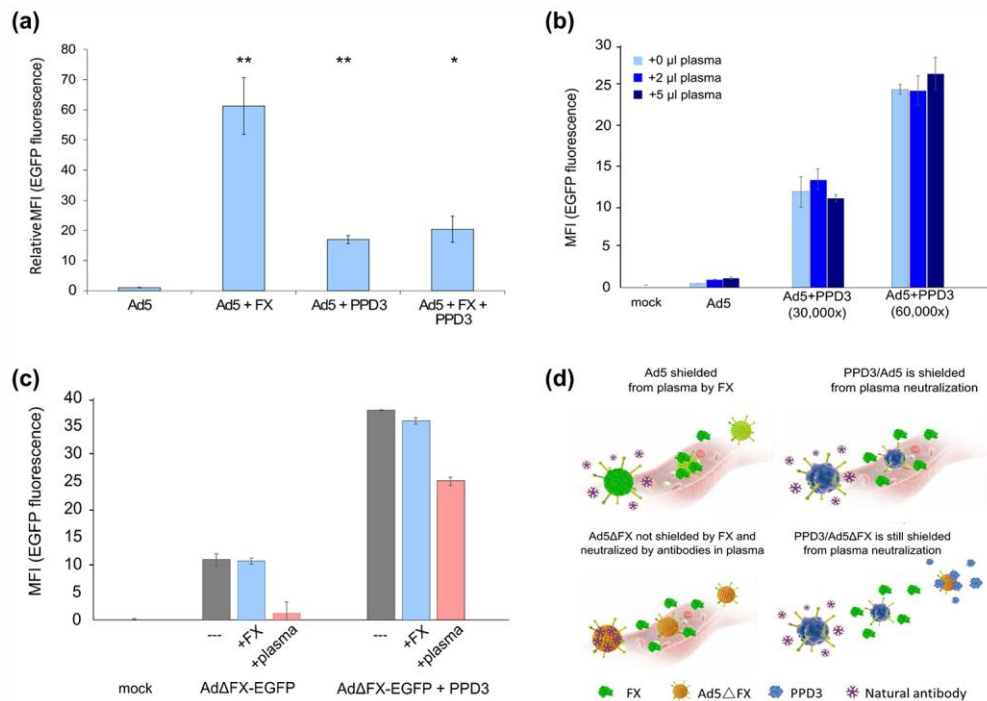 (a)
Relative MFI (EGFP fluorescence)
80
70
60
50
40
30
20
10
0
**
**
*
Ad5
Ad5 + FX
Ad5 + PPD3
Ad5 + FX +
PPD3
(b)
MFI (EGFP fluorescence)
30
25
20
15
10
5
0
+0 µl plasma
+2 µl plasma
+5 µl plasma
mock
Ad5
Ad5+PPD3
(30,000x)
Ad5+PPD3
(60,000x)
(c)
MFI (EGFP fluorescence)
40
35
30
25
20
15
10
5
0
---
+FX
+plasma
---
+FX
+plasma
mock
AdΔFX-EGFP
AdΔFX-EGFP + PPD3
(d)
Ad5 shielded
from plasma by FX
PPD3/Ad5 is shielded
from plasma neutralization
Ad5ΔFX not shielded by FX and
neutralized by antibodies in plasma
PPD3/Ad5ΔFX is still shielded
from plasma neutralization
FX
Ad5△FX
PPD3
Natural antibody